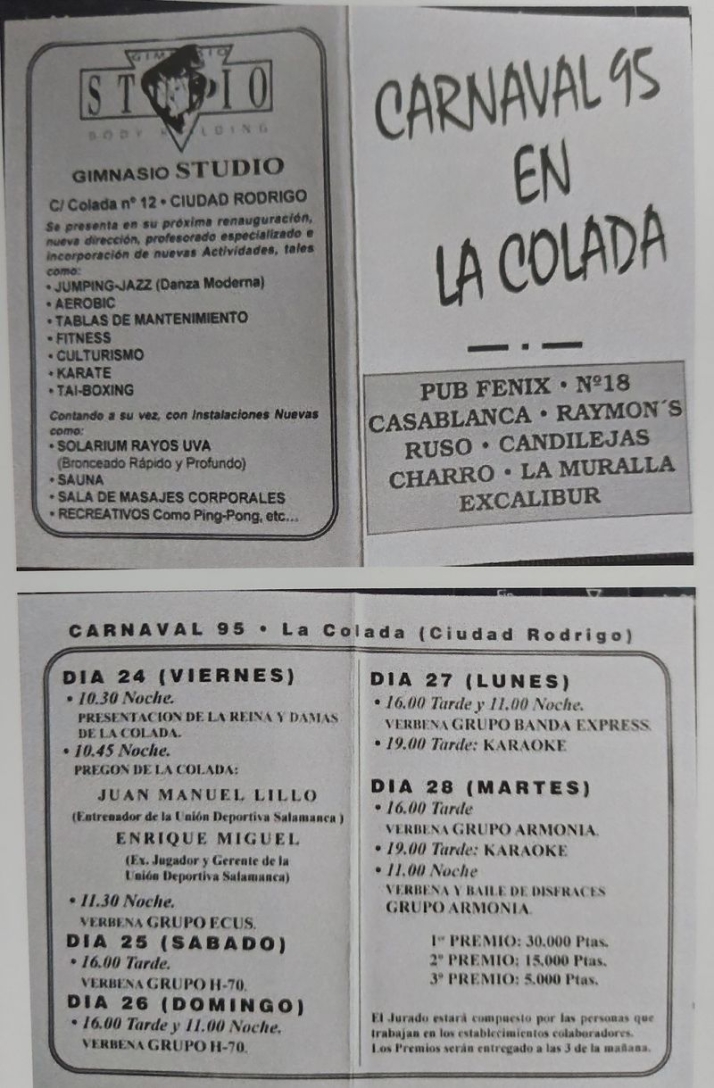 GIMNASIO
STUDIO
BODY BUILDING
GIMNASIO STUDIO
C/ Colada nº 12 • CIUDAD RODRIGO
Se presenta en su próxima renauguración,
nueva dirección, profesorado especializado e
incorporación de nuevas Actividades, tales
como:
• JUMPING-JAZZ (Danza Moderna)
• AEROBIC
• TABLAS DE MANTENIMIENTO
• FITNESS
• CULTURISMO
• KARATE
• TAI-BOXING
Contando a su vez, con Instalaciones Nuevas
como:
• SOLARIUM RAYOS UVA
(Bronceado Rápido y Profundo)
• SAUNA
• SALA DE MASAJES CORPORALES
• RECREATIVOS Como Ping-Pong, etc...
CARNAVAL 95
EN
LA COLADA
PUB FENIX • Nº18
CASABLANCA • RAYMON´S
RUSO • CANDILEJAS
CHARRO • LA MURALLA
EXCALIBUR
CARNAVAL 95 • La Colada (Ciudad Rodrigo)
DIA 24 (VIERNES)
• 10.30 Noche.
PRESENTACION DE LA REINA Y DAMAS
DE LA COLADA.
• 10.45 Noche.
PREGON DE LA COLADA:
JUAN MANUEL LILLO
(Entrenador de la Unión Deportiva Salamanca )
ENRIQUE MIGUEL
(Ex. Jugador y Gerente de la
Unión Deportiva Salamanca)
• 11.30 Noche.
VERBENA GRUPO ECUS.
DIA 25 (SABADO)
• 16.00 Tarde.
VERBENA GRUPO H-70.
DIA 26 (DOMINGO)
• 16.00 Tarde y 11.00 Noche.
VERBENA GRUPO H-70.
DIA 27 (LUNES)
• 16.00 Tarde y 11.00 Noche.
VERBENA GRUPO BANDA EXPRESS.
• 19.00 Tarde: KARAOKE
DIA 28 (MARTES)
• 16.00 Tarde
VERBENA GRUPO ARMONIA.
• 19.00 Tarde: KARAOKE
• 11.00 Noche
VERBENA Y BAILE DE DISFRACES
GRUPO ARMONIA.
1er PREMIO: 30.000 Ptas.
2º PREMIO: 15.000 Ptas.
3º PREMIO: 5.000 Ptas.
El Jurado estará compuesto por las personas que
trabajan en los establecimientos colaboradores.
Los Premios serán entregado a las 3 de la mañana.